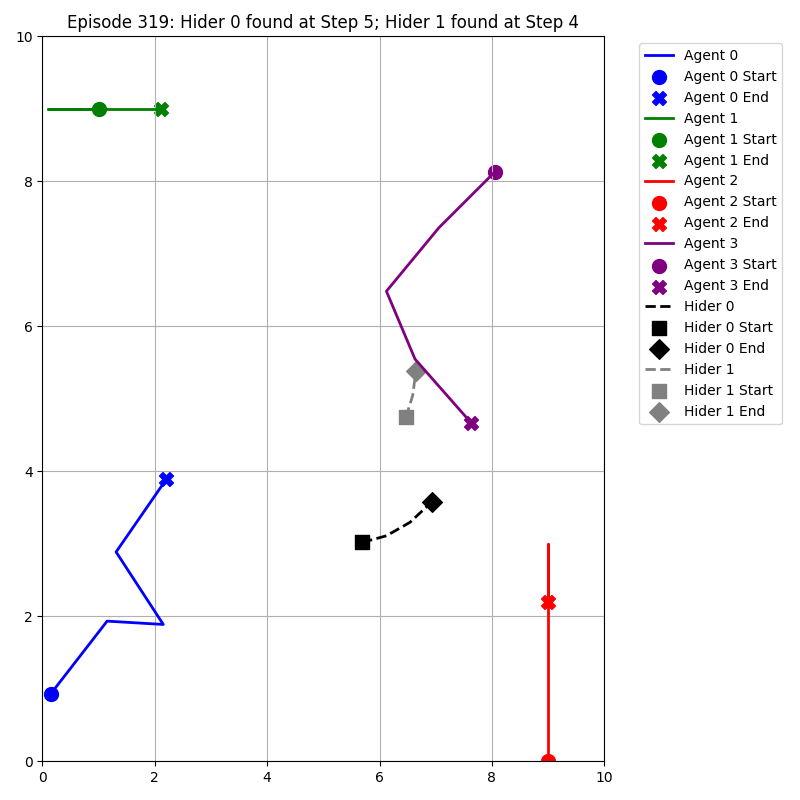 Episode 319: Hider 0 found at Step 5; Hider 1 found at Step 4
10
8
6
4
2
0
0 2 4 6 8 10
Agent 0
Agent 0 Start
Agent 0 End
Agent 1
Agent 1 Start
Agent 1 End
Agent 2
Agent 2 Start
Agent 2 End
Agent 3
Agent 3 Start
Agent 3 End
Hider 0
Hider 0 Start
Hider 0 End
Hider 1
Hider 1 Start
Hider 1 End